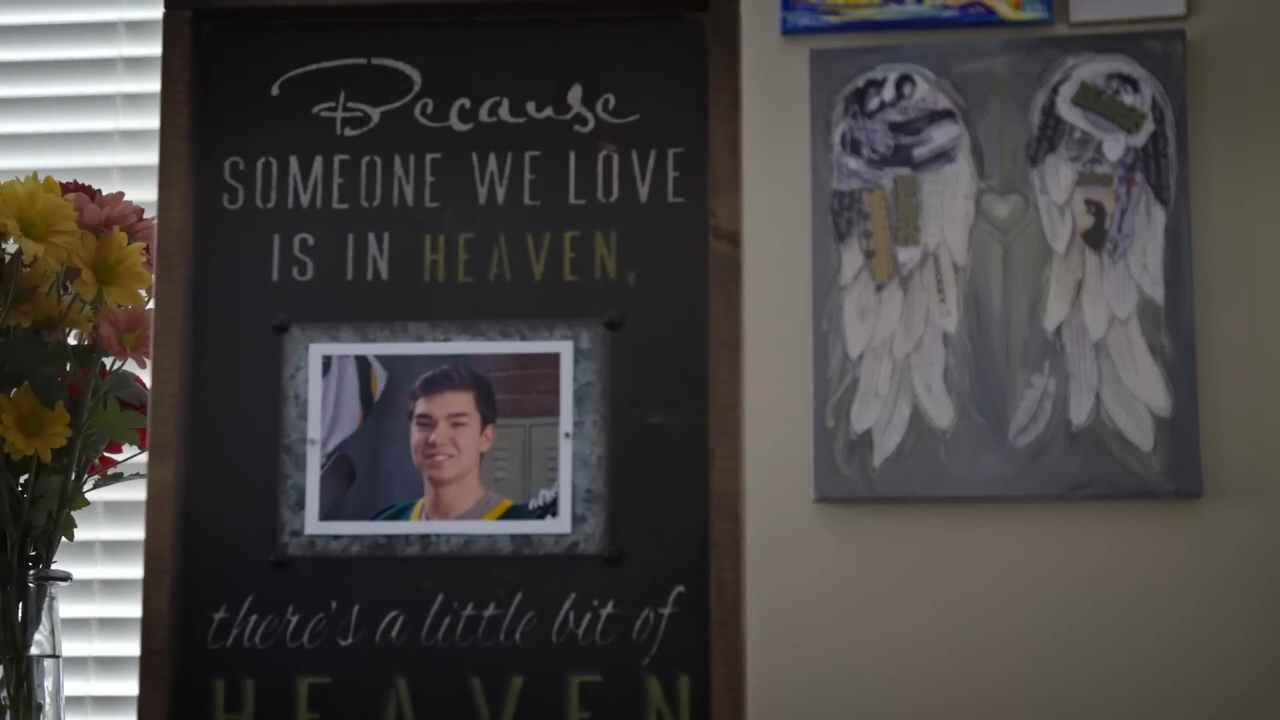 Because
SOMEONE WE LOVE
IS IN HEAVEN,
there's a little bit of
HEAVEN